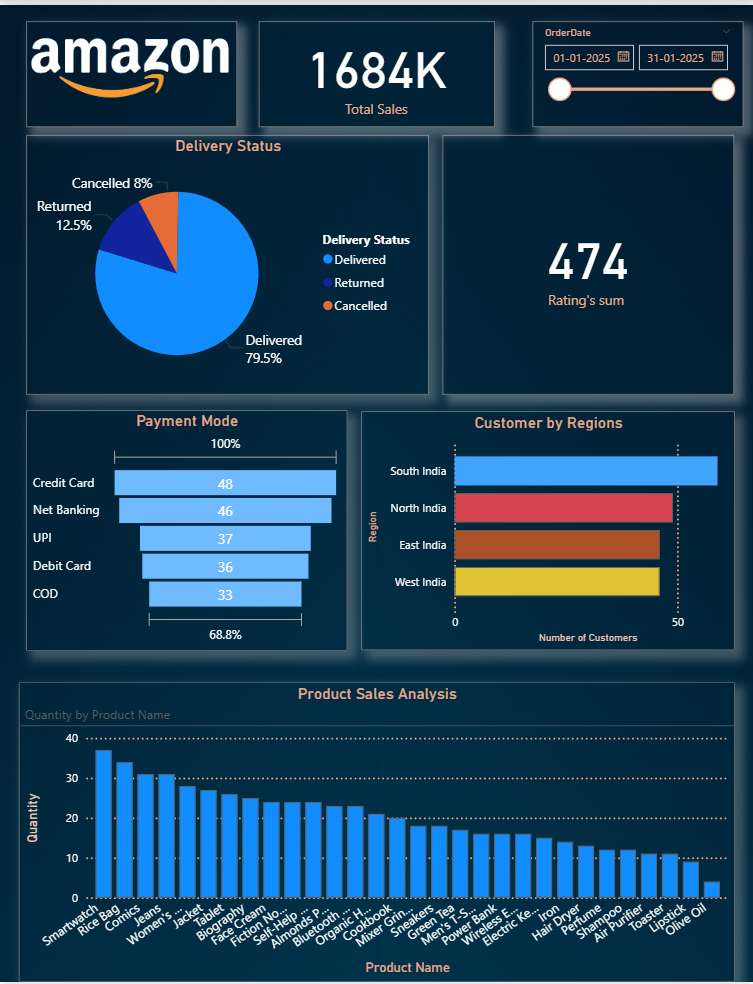 amazon
1684K
Total Sales
OrderDate
01-01-2025
31-01-2025
Delivery Status
Cancelled 8%
Returned
12.5%
Delivered
79.5%
Delivery Status
Delivered
Returned
Cancelled
474
Rating's sum
Payment Mode
100%
Credit Card 48
Net Banking 46
UPI 37
Debit Card 36
COD 33
68.8%
Customer by Regions
Region
South India
North India
East India
West India
0 50
Number of Customers
Product Sales Analysis
Quantity by Product Name
Quantity
40
30
20
10
0
Smartwatch
Rice Bag
Comics
Jeans
Women's ...
Jacket
Tablet
Biography
Face Cream
Fiction No...
Self-Help ...
Almonds P...
Bluetooth ...
Organic H...
Cookbook
Mixer Grin...
Sneakers
Green Tea
Men's T-S...
Power Bank
Wireless E...
Electric Ke...
Iron
Hair Dryer
Perfume
Shampoo
Air Purifier
Toaster
Lipstick
Olive Oil
Product Name